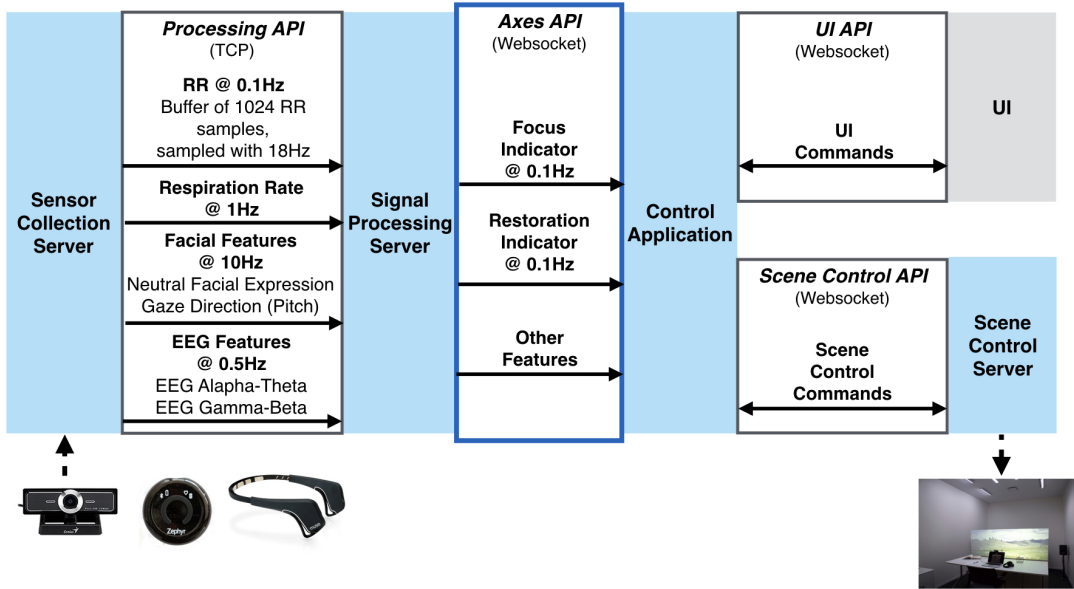 Sensor
Collection
Server
Processing API
(TCP)
RR @ 0.1Hz
Buffer of 1024 RR
samples,
sampled with 18Hz
Respiration Rate
@ 1Hz
Facial Features
@ 10Hz
Neutral Facial Expression
Gaze Direction (Pitch)
EEG Features
@ 0.5Hz
EEG Alapha-Theta
EEG Gamma-Beta
Signal
Processing
Server
Axes API
(Websocket)
Focus
Indicator
@ 0.1Hz
Restoration
Indicator
@ 0.1Hz
Other
Features
Control
Application
UI API
(Websocket)
UI
Commands
UI
Scene Control API
(Websocket)
Scene
Control
Commands
Scene
Control
Server
Genius
Zephyr